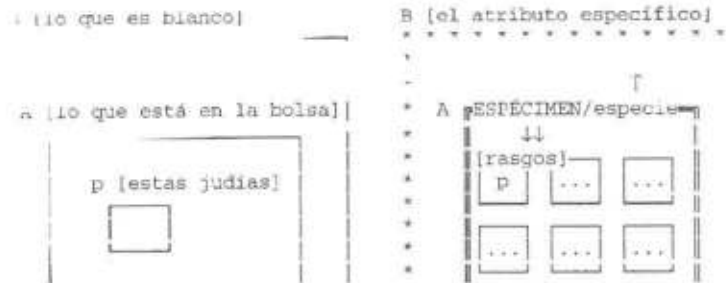 [lo que es blanco]
A [lo que está en la bolsa]
p [estas judías]
B [el atributo específico]
A ESPÉCIMEN/especie
[rasgos]
p ... ...
... ... ...